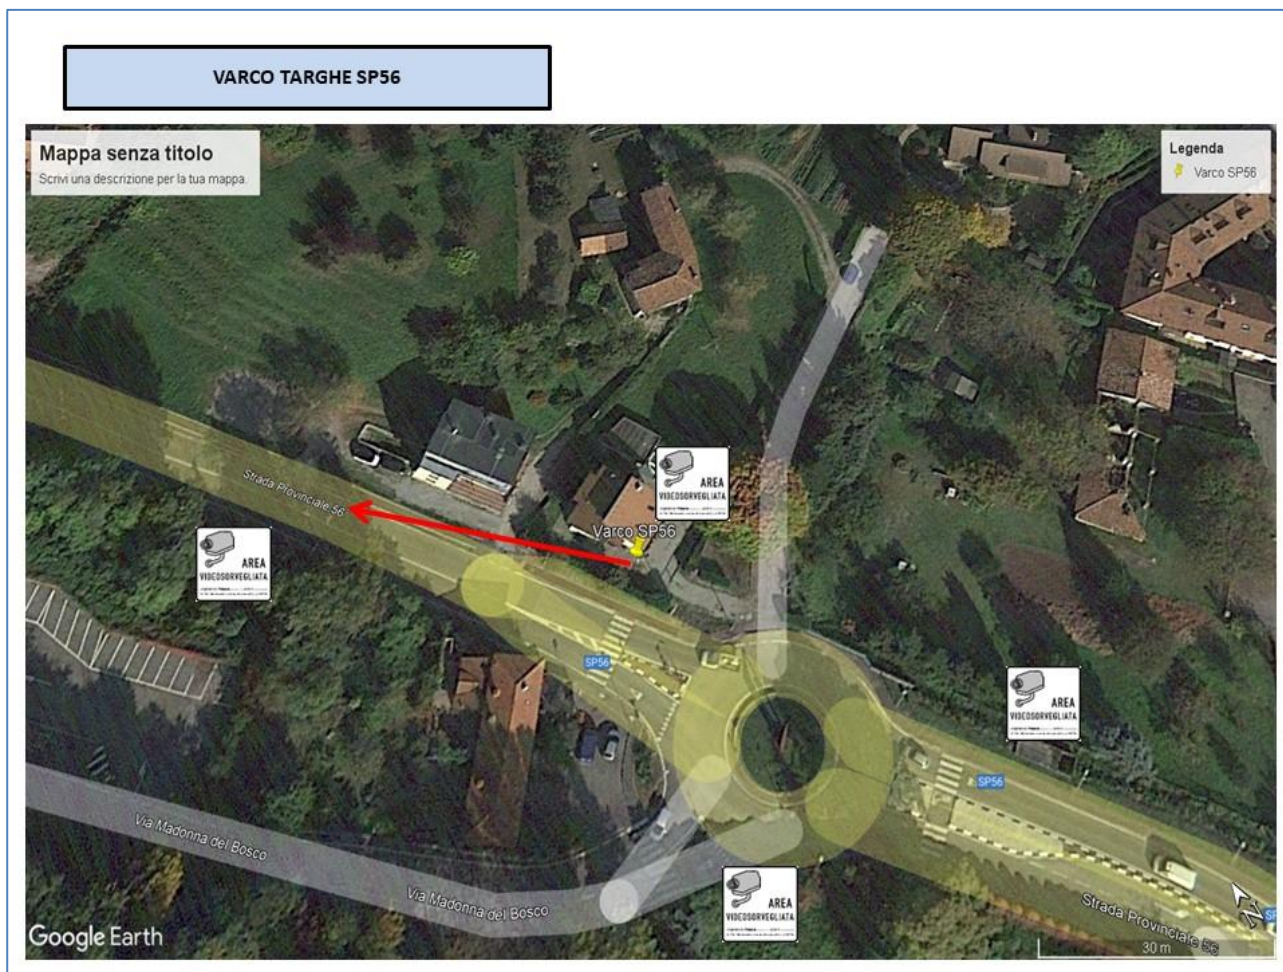 VARCO TARGHE SP56
Mappa senza titolo
Scrivi una descrizione per la tua mappa.
Legenda
Varco SP56
Strada Provinciale 56
AREA
VIDEOSORVEGLIATA
Varco SP56
AREA
VIDEOSORVEGLIATA
SP56
AREA
VIDEOSORVEGLIATA
SP56
Via Madonna del Bosco
Via Madonna del Bosco
AREA
VIDEOSORVEGLIATA
Strada Provinciale 56
N
SP
Google Earth
30 m